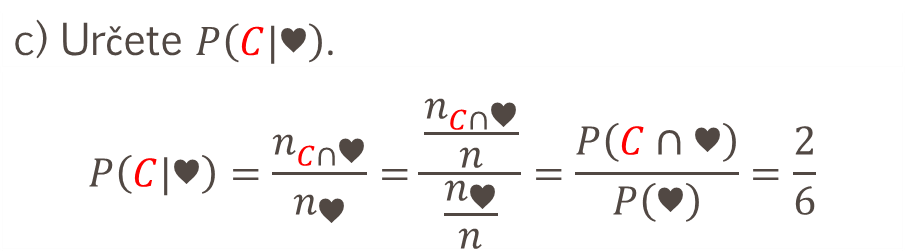 c) Určete P(C|♥).
P(C|♥) = n_{C∩♥} / n_♥ = (n_{C∩♥} / n) / (n_♥ / n) = P(C ∩ ♥) / P(♥) = 2 / 6